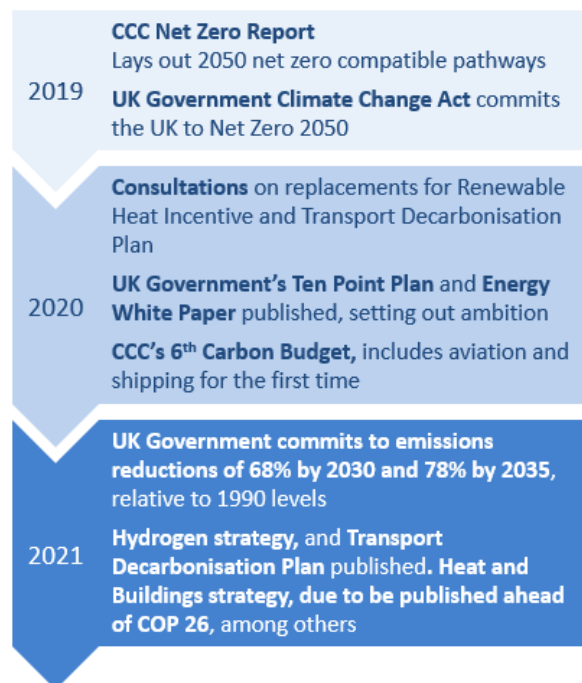 2019
CCC Net Zero Report
Lays out 2050 net zero compatible pathways
UK Government Climate Change Act commits
the UK to Net Zero 2050
2020
Consultations on replacements for Renewable
Heat Incentive and Transport Decarbonisation
Plan
UK Government's Ten Point Plan and Energy
White Paper published, setting out ambition
CCC's 6th Carbon Budget, includes aviation and
shipping for the first time
2021
UK Government commits to emissions
reductions of 68% by 2030 and 78% by 2035,
relative to 1990 levels
Hydrogen strategy, and Transport
Decarbonisation Plan published. Heat and
Buildings strategy, due to be published ahead
of COP 26, among others